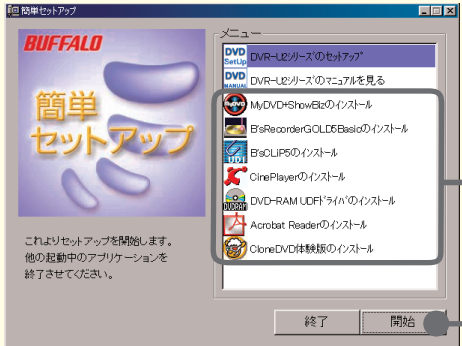 簡単セットアップ
BUFFALO
簡単
セットアップ
これよりセットアップを開始します。
他の起動中のアプリケーションを
終了させてください。
メニュー
DVD SetUp DVR-U2ｼﾘｰｽﾞのｾｯﾄｱｯﾌﾟ
DVD MANUAL DVR-U2ｼﾘｰｽﾞのマニュアルを見る
MyDVD MyDVD+ShowBizのｲﾝｽﾄｰﾙ
B'sRecorderGOLD5Basicのｲﾝｽﾄｰﾙ
B'sCLiP5のｲﾝｽﾄｰﾙ
CinePlayerのｲﾝｽﾄｰﾙ
DVDRAM DVD-RAM UDFﾄﾞﾗｲﾊﾞのｲﾝｽﾄｰﾙ
Acrobat Readerのｲﾝｽﾄｰﾙ
CloneDVD体験版のｲﾝｽﾄｰﾙ
終了
開始